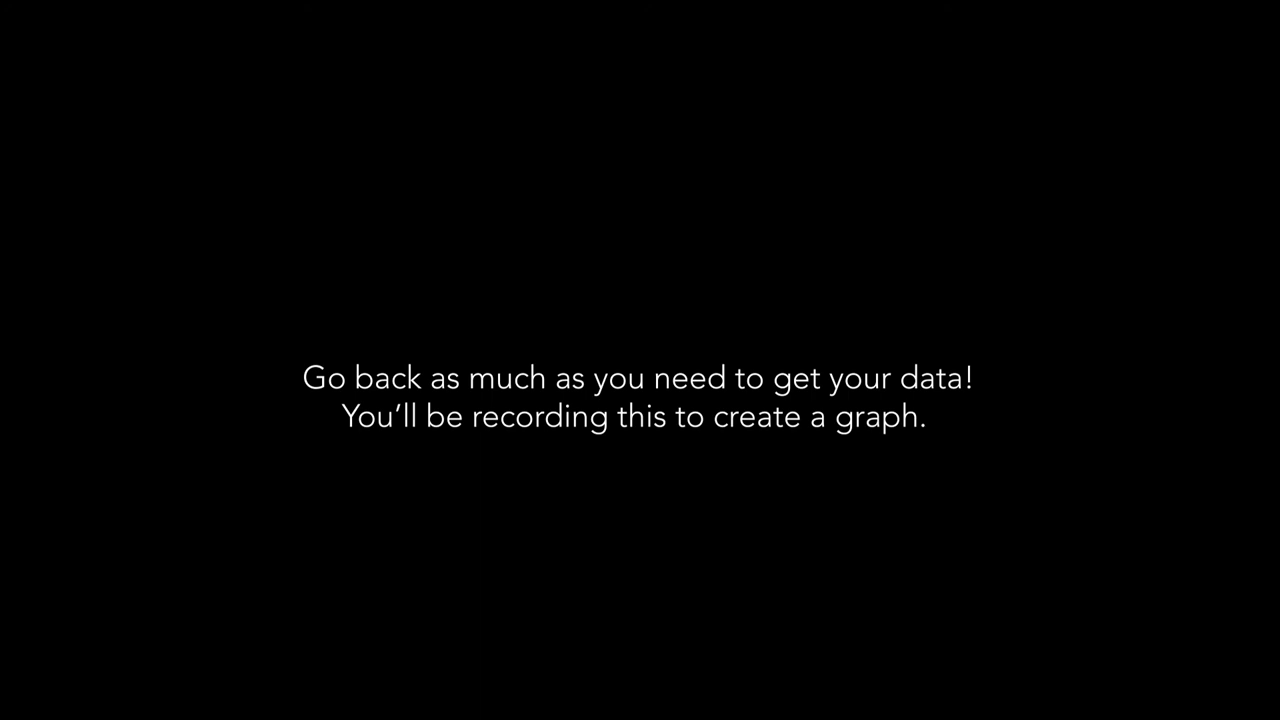 Go back as much as you need to get your data!
You’ll be recording this to create a graph.